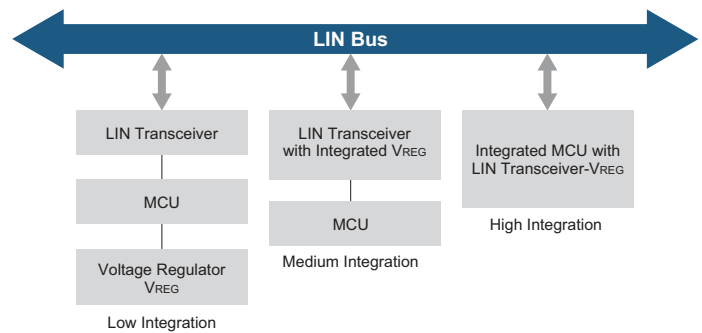 LIN Bus
LIN Transceiver
MCU
Voltage Regulator
VREG
Low Integration
LIN Transceiver
with Integrated VREG
MCU
Medium Integration
Integrated MCU with
LIN Transceiver-VREG
High Integration